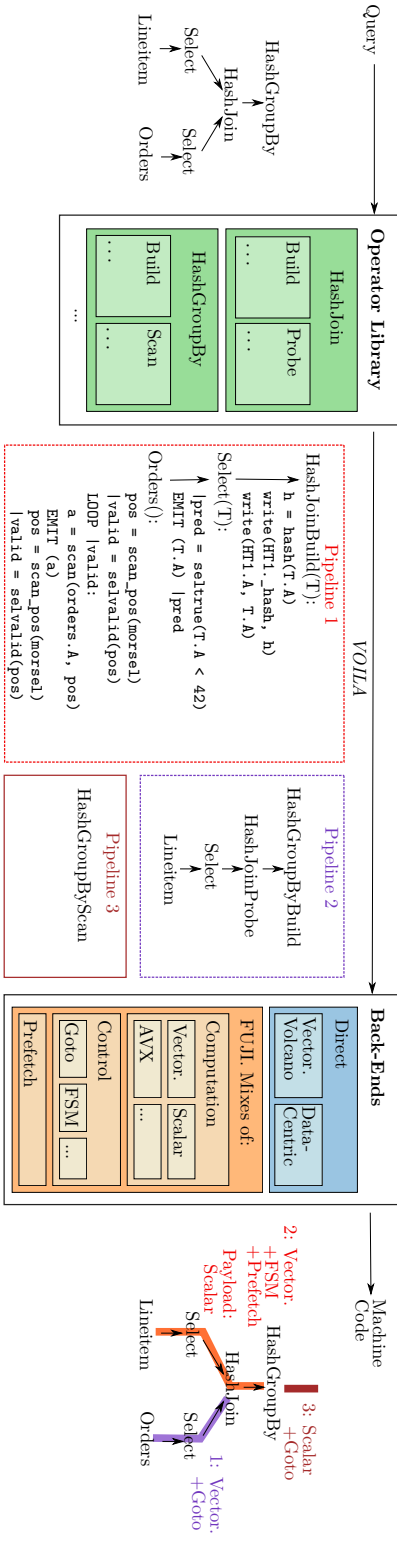 Query
HashGroupBy
HashJoin
Select
Select
Lineitem
Orders
Operator Library
HashJoin
Build
Probe
...
...
HashGroupBy
Build
Scan
...
...
...
VOILA
Pipeline 1
HashJoinBuild(T):
h = hash(T.A)
write(HT1._hash, h)
write(HT1.A, T.A)
Select(T):
|pred = seltrue(T.A < 42)
EMIT (T.A) |pred
Orders():
pos = scan_pos(morsel)
|valid = selvalid(pos)
LOOP |valid:
a = scan(orders.A, pos)
EMIT (a)
pos = scan_pos(morsel)
|valid = selvalid(pos)
Pipeline 2
HashGroupByBuild
HashJoinProbe
Select
Lineitem
Pipeline 3
HashGroupByScan
Back-Ends
Direct
Vector.
Volcano
Data-
Centric
FUJI. Mixes of:
Computation
Vector.
Scalar
AVX
...
Control
Goto
FSM
...
Prefetch
Machine
Code
3: Scalar
+Goto
2: Vector.
+FSM
+Prefetch
Payload:
Scalar
HashGroupBy
HashJoin
Select
Select
Lineitem
Orders
1: Vector.
+Goto